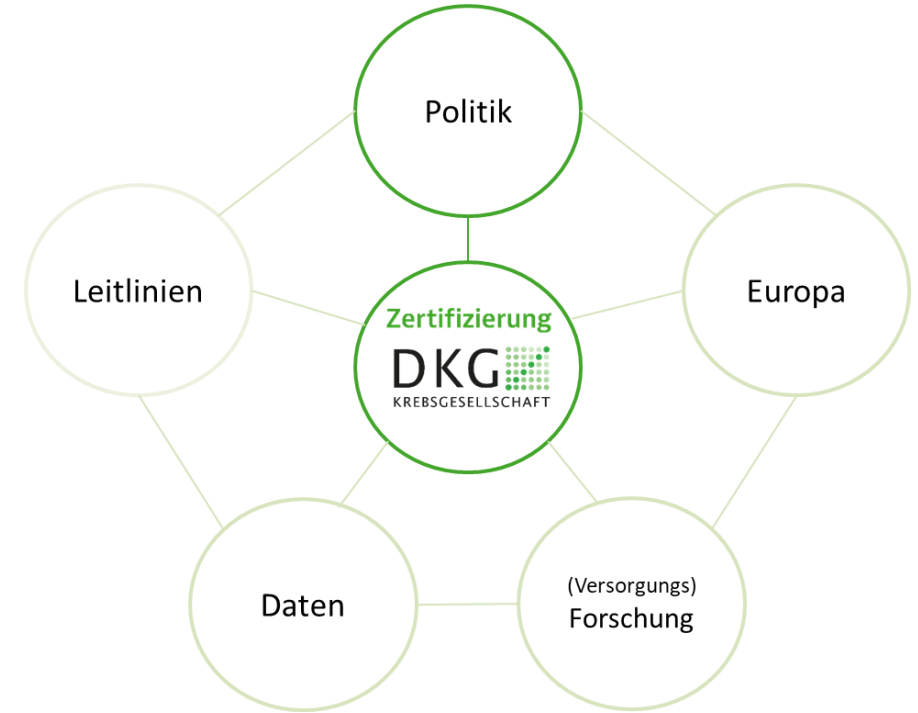 Politik
Leitlinien
Europa
Zertifizierung
DKG
KREBSGESELLSCHAFT
Daten
(Versorgungs)
Forschung